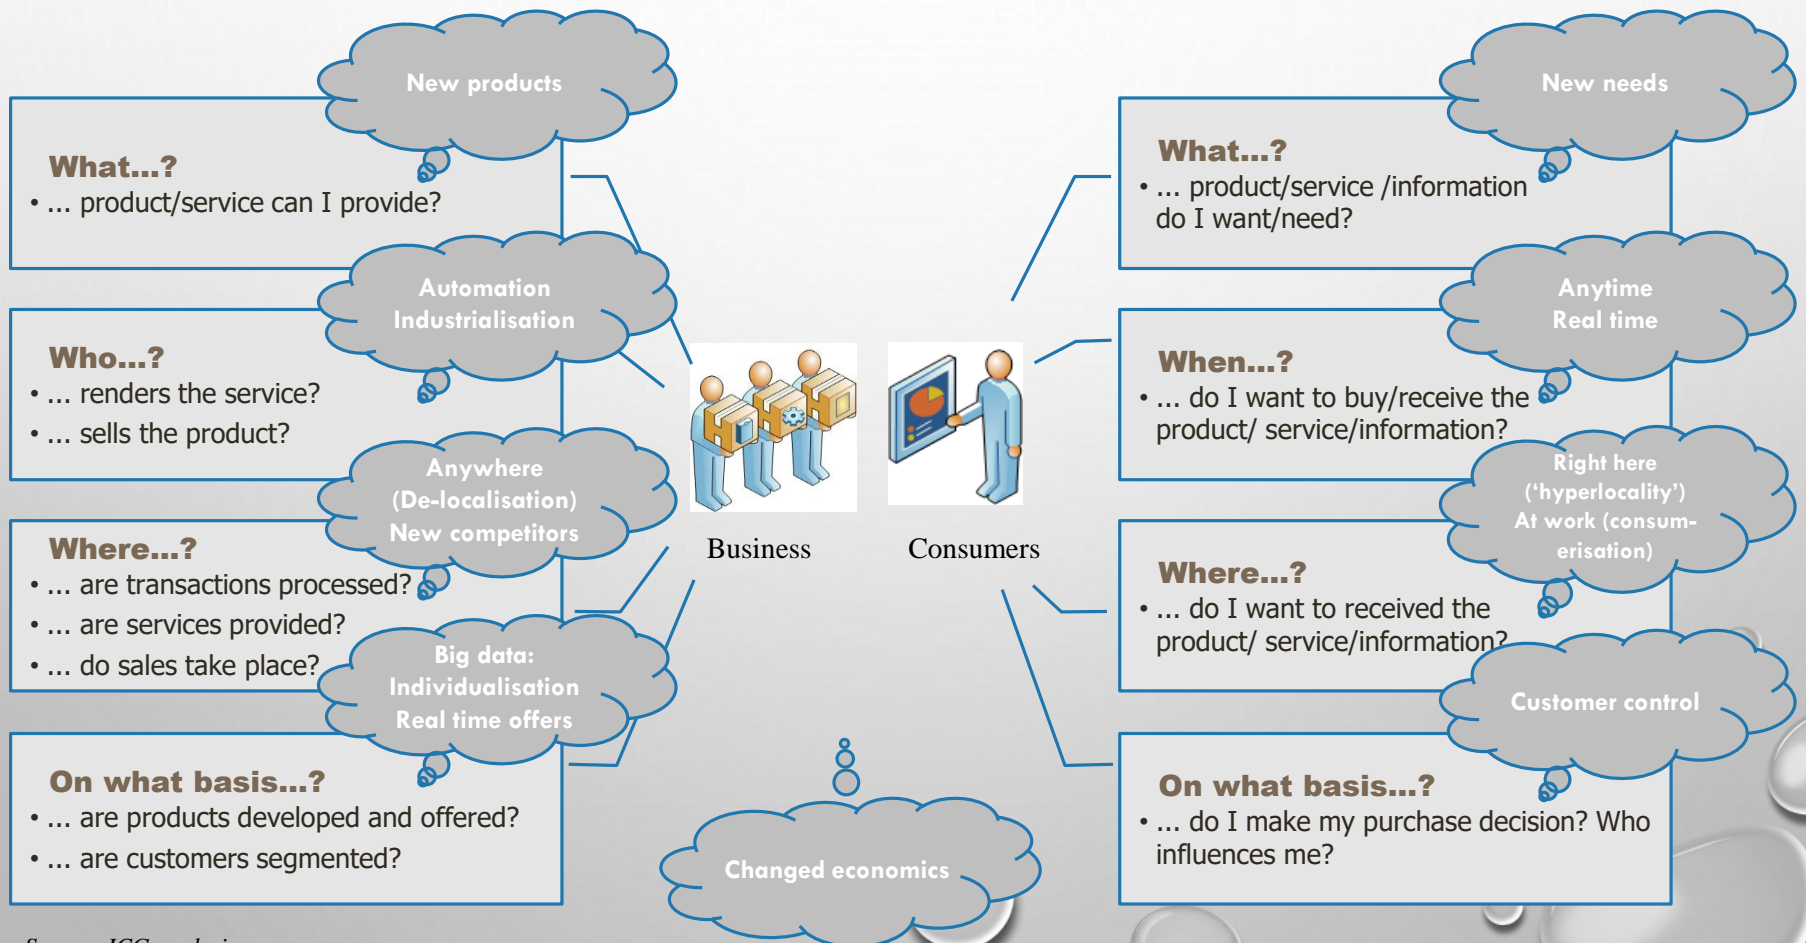 New products
What...?
• ... product/service can I provide?
Automation
Industrialisation
Who...?
• ... renders the service?
• ... sells the product?
Anywhere
(De-localisation)
New competitors
Where...?
• ... are transactions processed?
• ... are services provided?
• ... do sales take place?
Big data:
Individualisation
Real time offers
On what basis...?
• ... are products developed and offered?
• ... are customers segmented?
Business
Consumers
Changed economics
New needs
What...?
• ... product/service /information
do I want/need?
Anytime
Real time
When...?
• ... do I want to buy/receive the
product/ service/information?
Right here
(‘hyperlocality’)
At work (consum-
erisation)
Where...?
• ... do I want to received the
product/ service/information?
Customer control
On what basis...?
• ... do I make my purchase decision? Who
influences me?